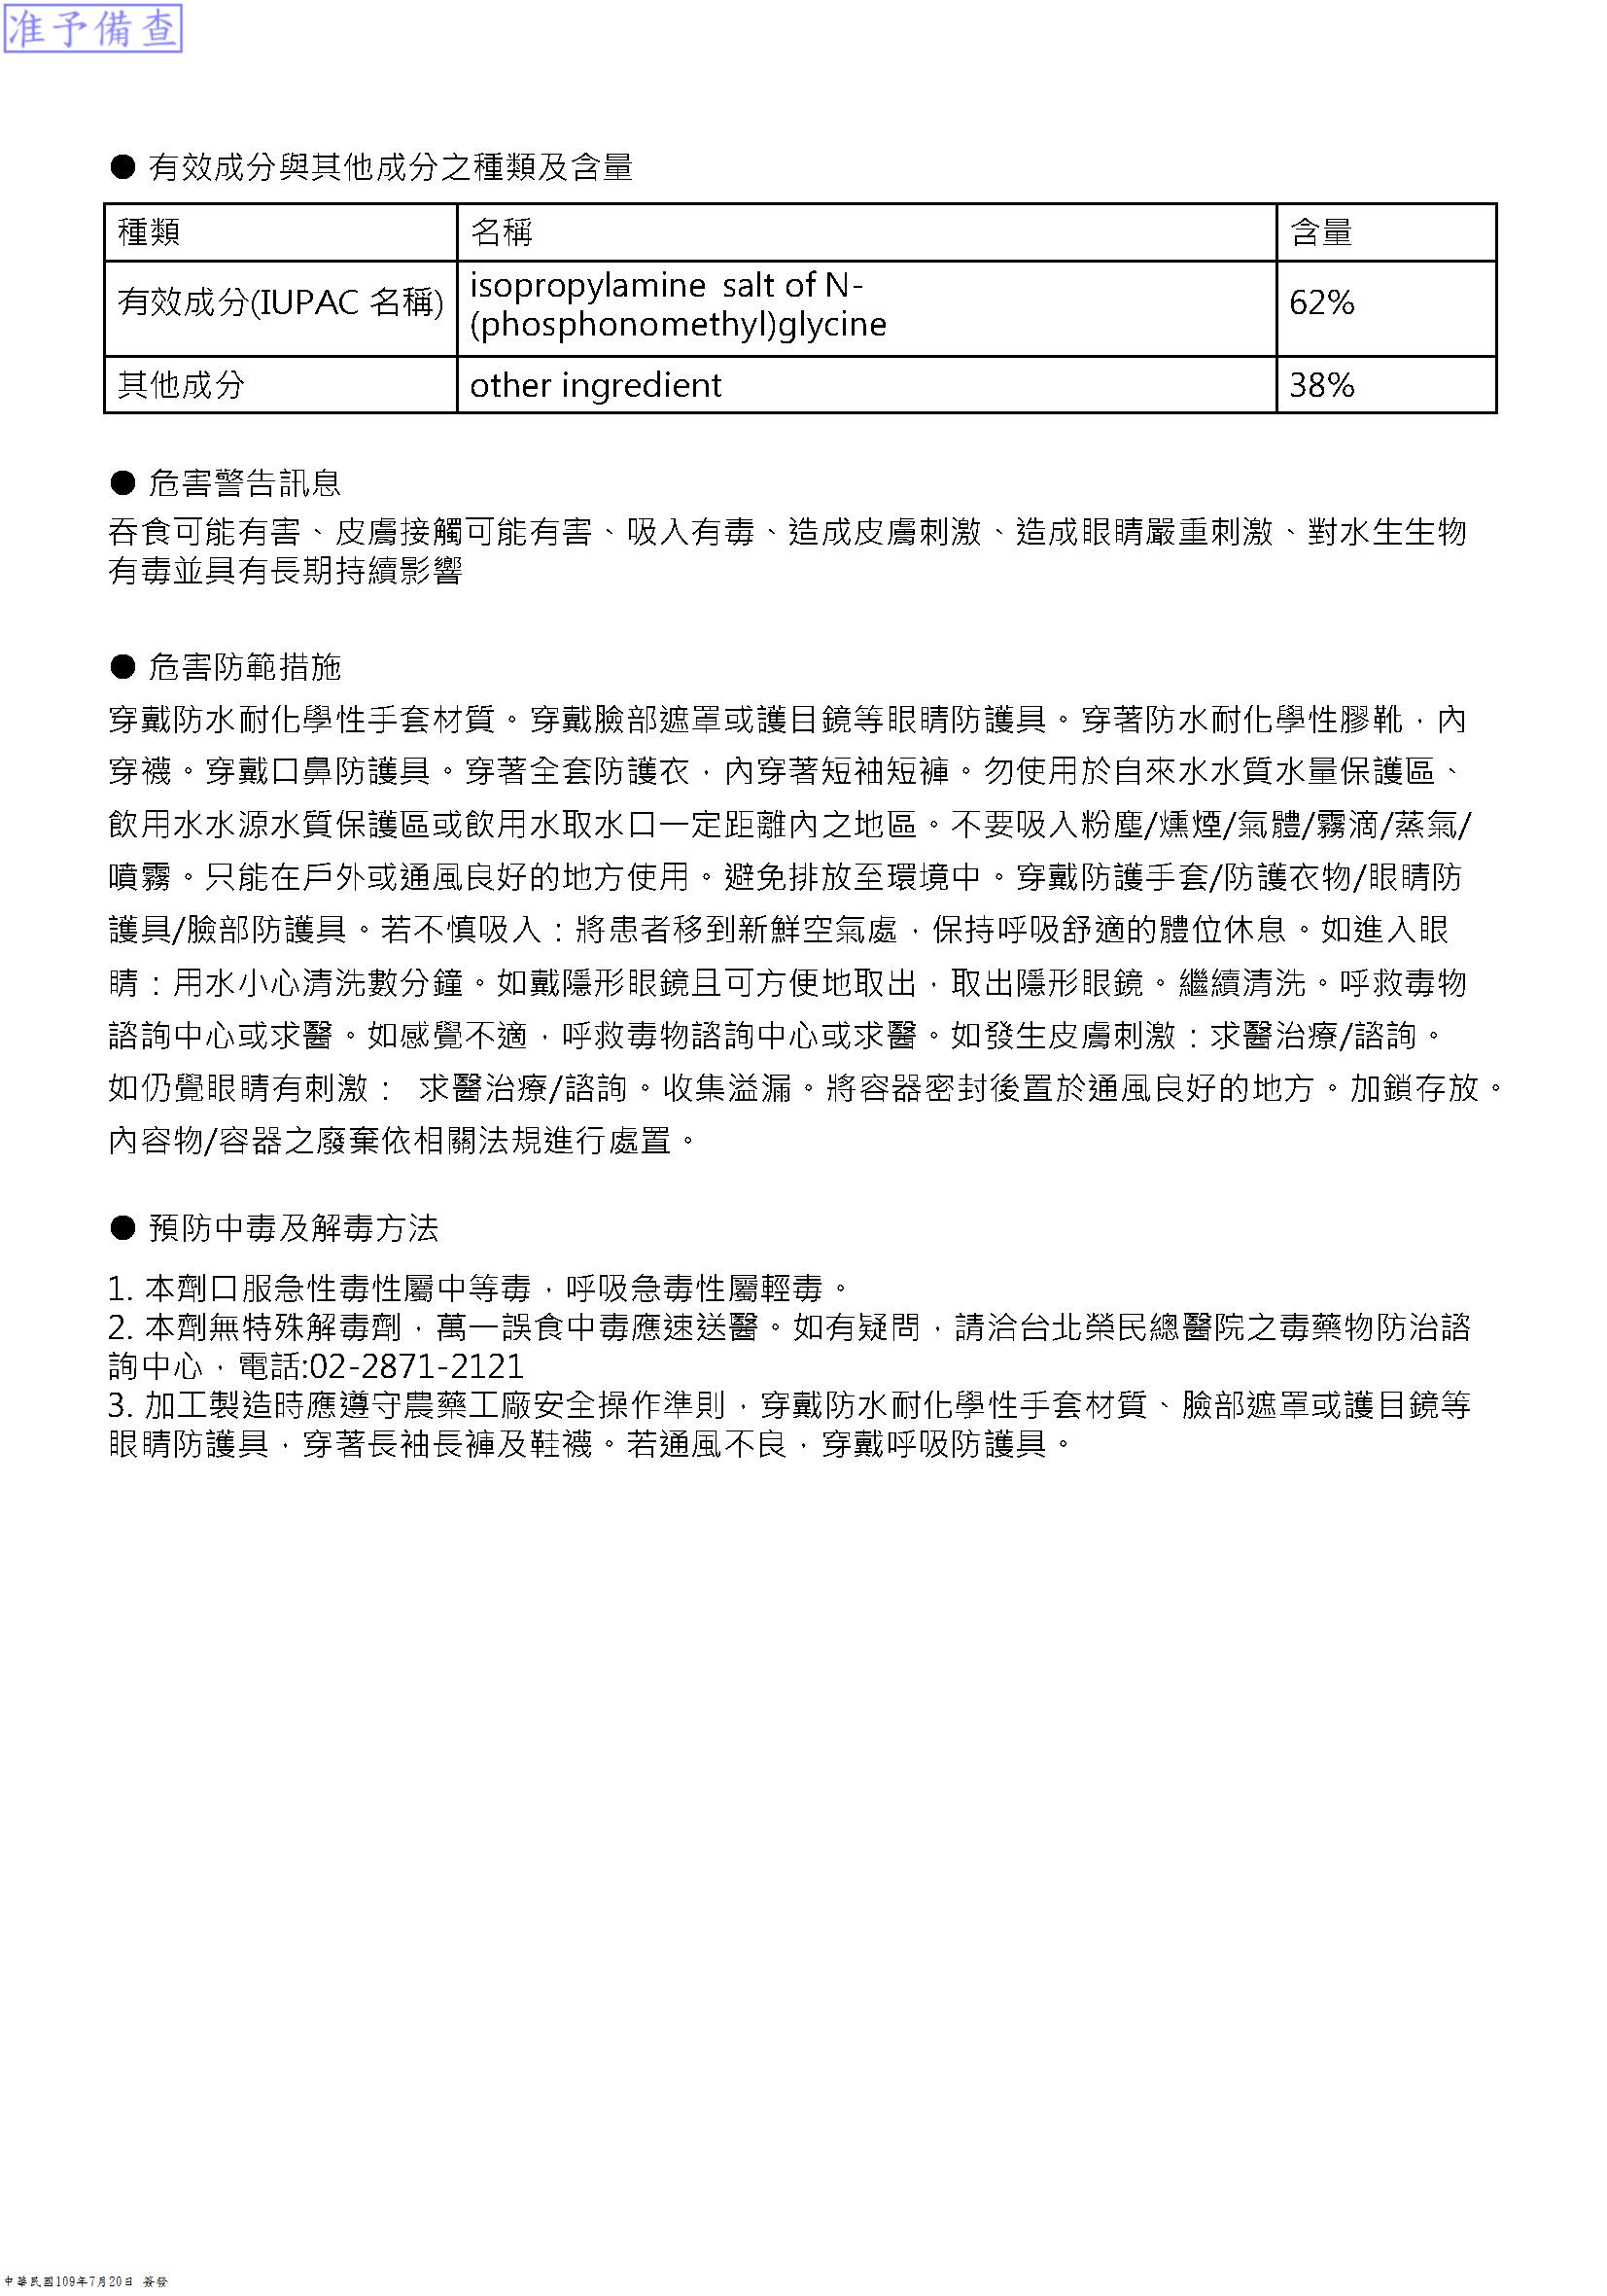 准予備查
● 有效成分與其他成分之種類及含量
種類 名稱 含量
有效成分(IUPAC 名稱) isopropylamine salt of N-
(phosphonomethyl)glycine 62%
其他成分 other ingredient 38%
● 危害警告訊息
吞食可能有害、皮膚接觸可能有害、吸入有毒、造成皮膚刺激、造成眼睛嚴重刺激、對水生生物
有毒並具有長期持續影響
● 危害防範措施
穿戴防水耐化學性手套材質。穿戴臉部遮罩或護目鏡等眼睛防護具。穿著防水耐化學性膠靴，內
穿襪。穿戴口鼻防護具。穿著全套防護衣，內穿著短袖短褲。勿使用於自來水水質水量保護區、
飲用水水源水質保護區或飲用水取水口一定距離內之地區。不要吸入粉塵/燻煙/氣體/霧滴/蒸氣/
噴霧。只能在戶外或通風良好的地方使用。避免排放至環境中。穿戴防護手套/防護衣物/眼睛防
護具/臉部防護具。若不慎吸入：將患者移到新鮮空氣處，保持呼吸舒適的體位休息。如進入眼
睛：用水小心清洗數分鐘。如戴隱形眼鏡且可方便地取出，取出隱形眼鏡。繼續清洗。呼救毒物
諮詢中心或求醫。如感覺不適，呼救毒物諮詢中心或求醫。如發生皮膚刺激：求醫治療/諮詢。
如仍覺眼睛有刺激： 求醫治療/諮詢。收集溢漏。將容器密封後置於通風良好的地方。加鎖存放。
內容物/容器之廢棄依相關法規進行處置。
● 預防中毒及解毒方法
1. 本劑口服急性毒性屬中等毒，呼吸急毒性屬輕毒。
2. 本劑無特殊解毒劑，萬一誤食中毒應速送醫。如有疑問，請洽台北榮民總醫院之毒藥物防治諮
詢中心，電話:02-2871-2121
3. 加工製造時應遵守農藥工廠安全操作準則，穿戴防水耐化學性手套材質、臉部遮罩或護目鏡等
眼睛防護具，穿著長袖長褲及鞋襪。若通風不良，穿戴呼吸防護具。
中華民國109年7月20日 簽發